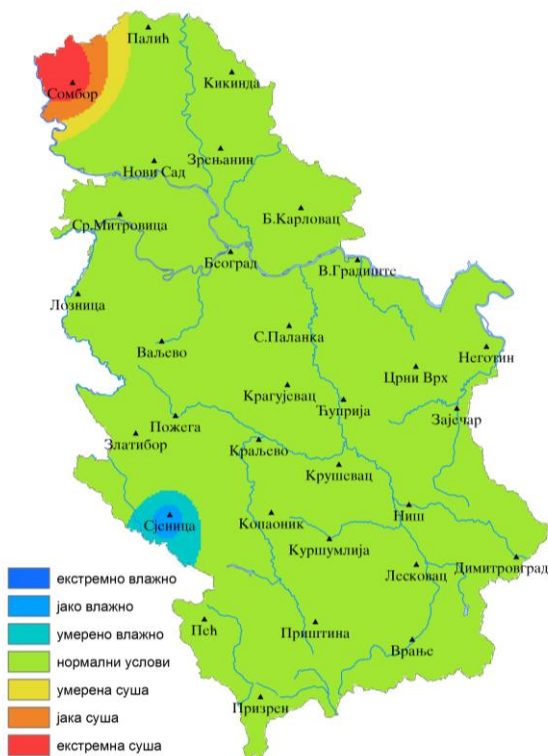 Палић
Сомбор
Кикинда
Зрењанин
Нови Сад
Б.Карловац
Ср.Митровица
Београд
В.Градиште
Лозница
С.Паланка
Ваљево
Неготин
Црни Врх
Крагујевац
Ћуприја
Зајечар
Пожега
Златибор
Краљево
Крушевац
Сјеница
Копаоник
Ниш
Куршумлија
Димитровград
Лесковац
Пећ
Приштина
Врање
Призрен
екстремно влажно
јако влажно
умерено влажно
нормални услови
умерена суша
јака суша
екстремна суша